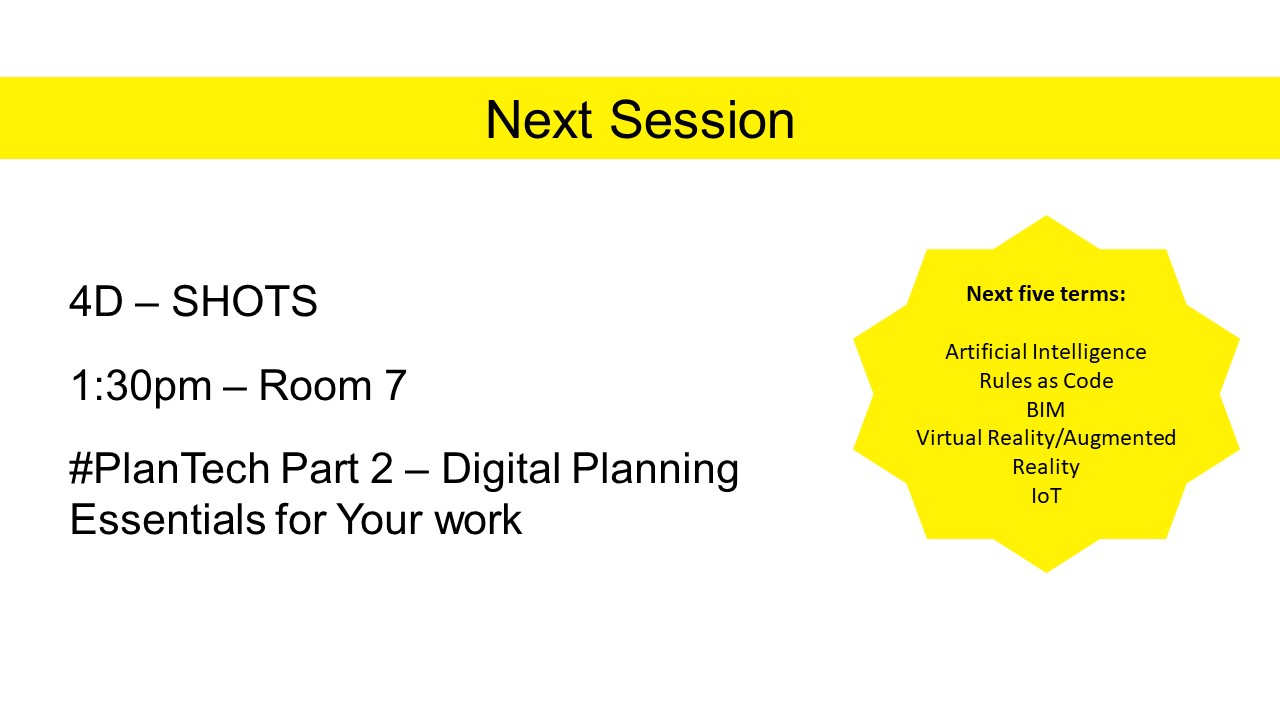 Next Session
4D – SHOTS
1:30pm – Room 7
#PlanTech Part 2 – Digital Planning
Essentials for Your work
Next five terms:
Artificial Intelligence
Rules as Code
BIM
Virtual Reality/Augmented
Reality
IoT